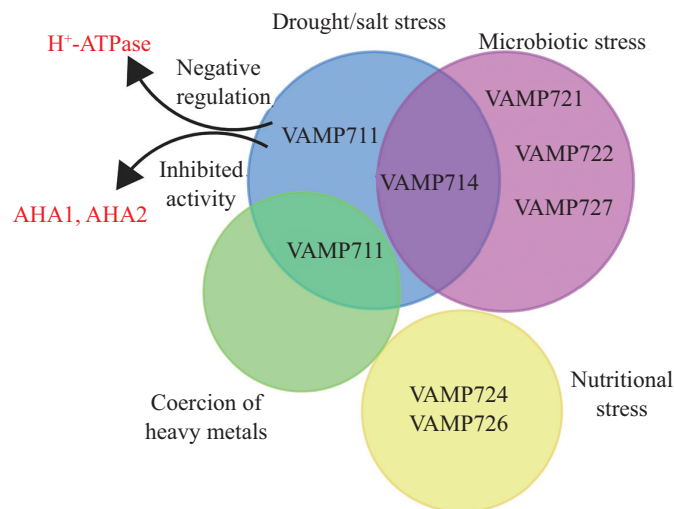 Drought/salt stress
H⁺-ATPase
Microbiotic stress
Negative
regulation
VAMP721
VAMP711
VAMP722
Inhibited
activity
VAMP714
VAMP727
AHA1, AHA2
VAMP711
Coercion of
heavy metals
VAMP724
VAMP726
Nutritional
stress